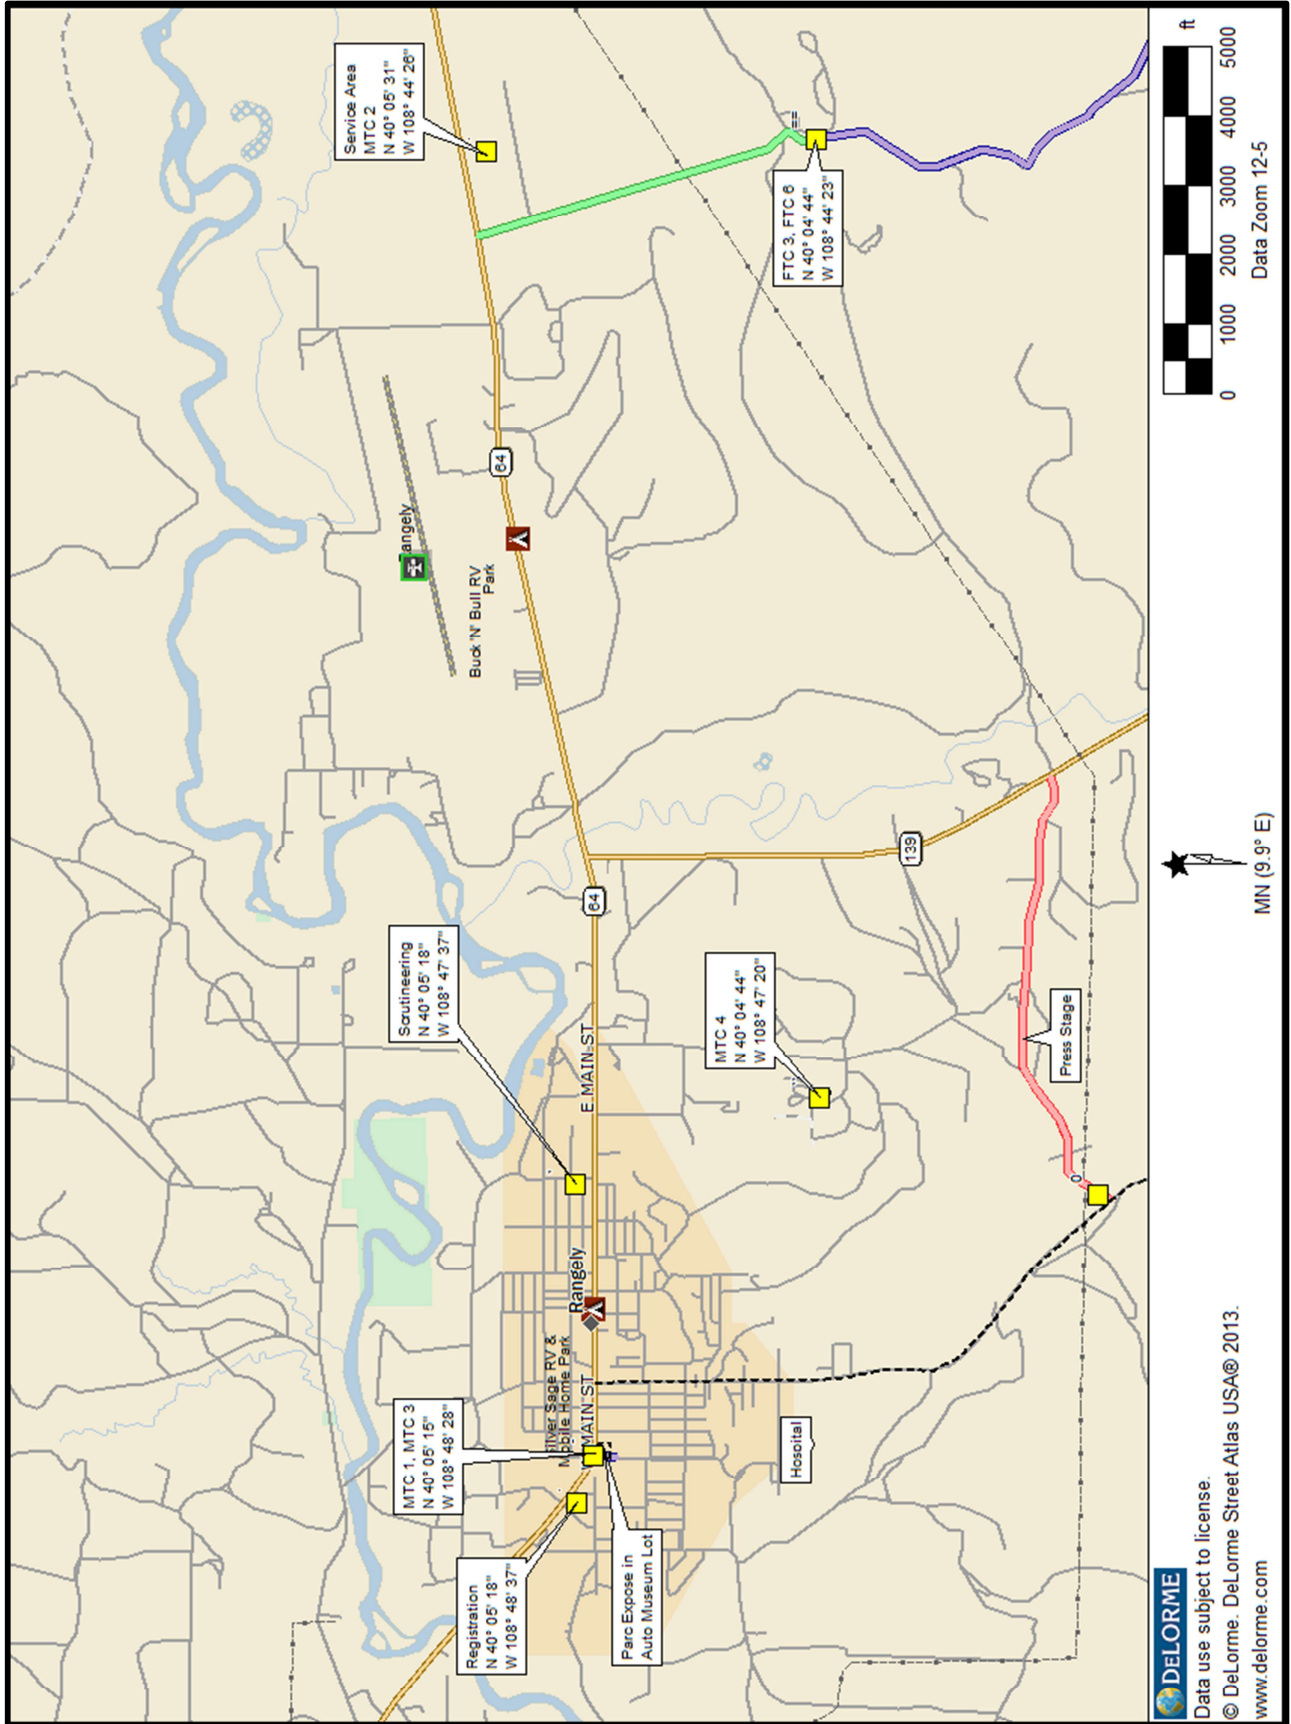 Service Area
MTC 2
N 40° 05' 31"
W 108° 44' 26"
FTC 3, FTC 6
N 40° 04' 44"
W 108° 44' 23"
64
Rangely
Buck 'N' Bull RV
Park
139
64
Scrutineering
N 40° 05' 18"
W 108° 47' 37"
E MAIN ST
MTC 4
N 40° 04' 44"
W 108° 47' 20"
Press Stage
0
Rangely
Silver Sage RV &
Mobile Home Park
MAIN ST
MTC 1, MTC 3
N 40° 05' 15"
W 108° 48' 28"
Hospital
Registration
N 40° 05' 18"
W 108° 48' 37"
Parc Expose in
Auto Museum Lot
DELORME
Data use subject to license.
© DeLorme. DeLorme Street Atlas USA® 2013.
www.delorme.com
MN (9.9° E)
ft
0 1000 2000 3000 4000 5000
Data Zoom 12-5